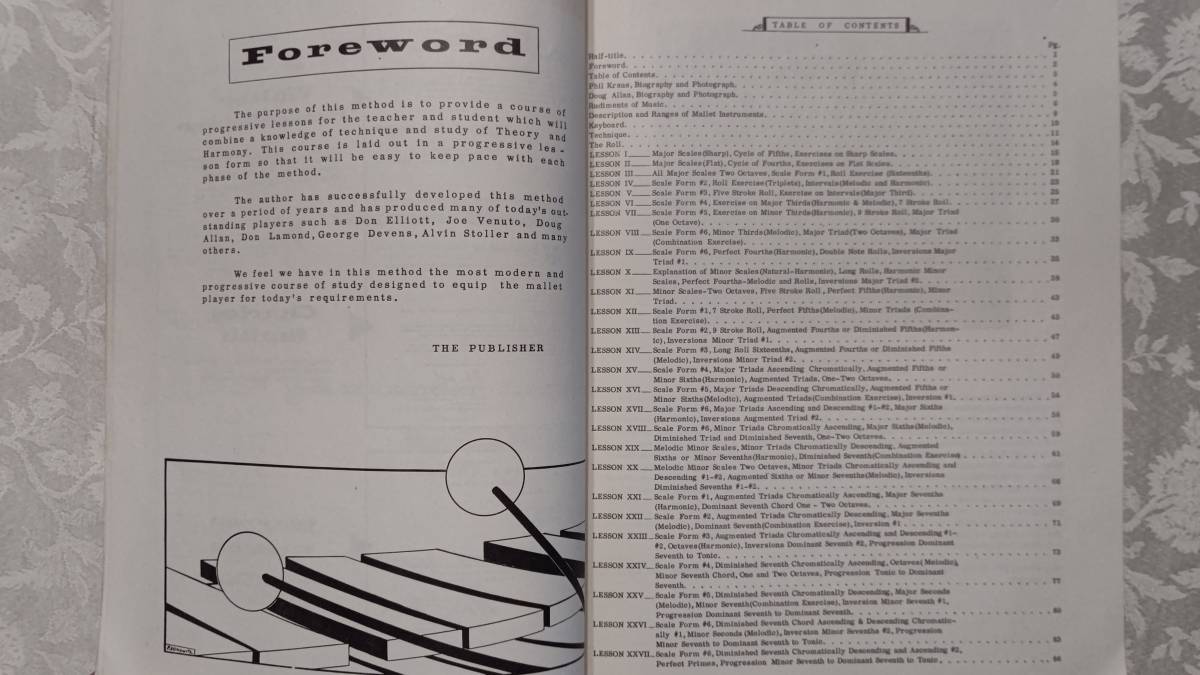 Foreword
The purpose of this method is to provide a course of
progressive lessons for the teacher and student which will
combine a knowledge of technique and study of Theory and
Harmony. This course is laid out in a progressive les-
son form so that it will be easy to keep pace with each
phase of the method.
The author has successfully developed this method
over a period of years and has produced many of today's out-
standing players such as Don Elliott, Joe Venuto, Doug
Allan, Don Lamond, George Devens, Alvin Stoller and many
others.
We feel we have in this method the most modern and
progressive course of study designed to equip the mallet
player for today's requirements.
THE PUBLISHER
TABLE OF CONTENTS
Pg.
Half-title. 1
Foreword. 2
Table of Contents. 3
Phil Kraus, Biography and Photograph. 4
Doug Allan, Biography and Photograph. 5
Rudiments of Music. 6
Description and Ranges of Mallet Instruments. 9
Keyboard. 10
Technique. 11
The Roll. 14
LESSON I Major Scales(Sharp), Cycle of Fifths, Exercises on Sharp Scales.
LESSON II Major Scales(Flat), Cycle of Fourths, Exercises on Flat Scales.
LESSON III All Major Scales Two Octaves, Scale Form #1, Roll Exercise (Sixteenths). 21
LESSON IV Scale Form #2, Roll Exercise(Triplets), Intervals(Melodic and Harmonic).
LESSON V Scale Form #3, Five Stroke Roll, Exercise on Intervals(Major Third).
LESSON VI Scale Form #4, Exercise on Major Thirds(Harmonic & Melodic), 7 Stroke Roll. 27
LESSON VII Scale Form #5, Exercise on Minor Thirds(Harmonic), 9 Stroke Roll, Major Triad
(One Octave). 30
LESSON VIII Scale Form #6, Minor Thirds(Melodic), Major Triad(Two Octaves), Major Triad
(Combination Exercise).
LESSON IX Scale Form #6, Perfect Fourths(Harmonic), Double Note Rolls, Inversions Major
Triad #1.
LESSON X Explanation of Minor Scales(Natural-Harmonic), Long Rolls, Harmonic Minor
Scales, Perfect Fourths-Melodic and Rolls, Inversions Major Triad #2.
LESSON XI Minor Scales-Two Octaves, Five Stroke Roll, Perfect Fifths(Harmonic), Minor
Triad.
LESSON XII Scale Form #1, 7 Stroke Roll, Perfect Fifths(Melodic), Minor Triads (Combina-
tion Exercise). 45
LESSON XIII Scale Form #2, 9 Stroke Roll, Augmented Fourths or Diminished Fifths(Harmon-
ic), Inversions Minor Triad #1. 47
LESSON XIV Scale Form #3, Long Roll Sixteenths, Augmented Fourths or Diminished Fifths
(Melodic), Inversions Minor Triad #2. 49
LESSON XV Scale Form #4, Major Triads Ascending Chromatically, Augmented Fifths or
Minor Sixths(Harmonic), Augmented Triads, One-Two Octaves.
LESSON XVI Scale Form #5, Major Triads Descending Chromatically, Augmented Fifths or
Minor Sixths(Melodic), Augmented Triads(Combination Exercise), Inversion #1.
LESSON XVII Scale Form #6, Major Triads Ascending and Descending #1-#2, Major Sixths
(Harmonic), Inversions Augmented Triad #2.
LESSON XVIII Scale Form #6, Minor Triads Chromatically Ascending, Major Sixths(Melodic),
Diminished Triad and Diminished Seventh, One-Two Octaves. 59
LESSON XIX Melodic Minor Scales, Minor Triads Chromatically Descending, Augmented
Sixths or Minor Sevenths(Harmonic), Diminished Seventh(Combination Exercise)
LESSON XX Melodic Minor Scales Two Octaves, Minor Triads Chromatically Ascending and
Descending #1-#2, Augmented Sixths or Minor Sevenths(Melodic), Inversions
Diminished Sevenths #1-#2.
LESSON XXI Scale Form #1, Augmented Triads Chromatically Ascending, Major Sevenths
(Harmonic), Dominant Seventh Chord One - Two Octaves. 69
LESSON XXII Scale Form #2, Augmented Triads Chromatically Descending, Major Sevenths
(Melodic), Dominant Seventh(Combination Exercise), Inversion #1 71
LESSON XXIII Scale Form #3, Augmented Triads Chromatically Ascending and Descending #1-
#2, Octaves(Harmonic), Inversions Dominant Seventh #2, Progression Dominant
Seventh to Tonic. 73
LESSON XXIV Scale Form #4, Diminished Seventh Chromatically Ascending, Octaves(Melodic),
Minor Seventh Chord, One and Two Octaves, Progression Tonic to Dominant
Seventh. 77
LESSON XXV Scale Form #5, Diminished Seventh Chromatically Descending, Major Seconds
(Melodic), Minor Seventh(Combination Exercise), Inversion Minor Seventh #1,
Progression Dominant Seventh to Dominant Seventh. 80
LESSON XXVI Scale Form #6, Diminished Seventh Chord Ascending & Descending Chromatic-
ally #1, Minor Seconds (Melodic), Inversion Minor Sevenths #2, Progression
Minor Seventh to Dominant Seventh to Tonic. 83
LESSON XXVII Scale Form #6, Diminished Seventh Chromatically Descending and Ascending #2,
Perfect Primes, Progression Minor Seventh to Dominant Seventh to Tonic. 86